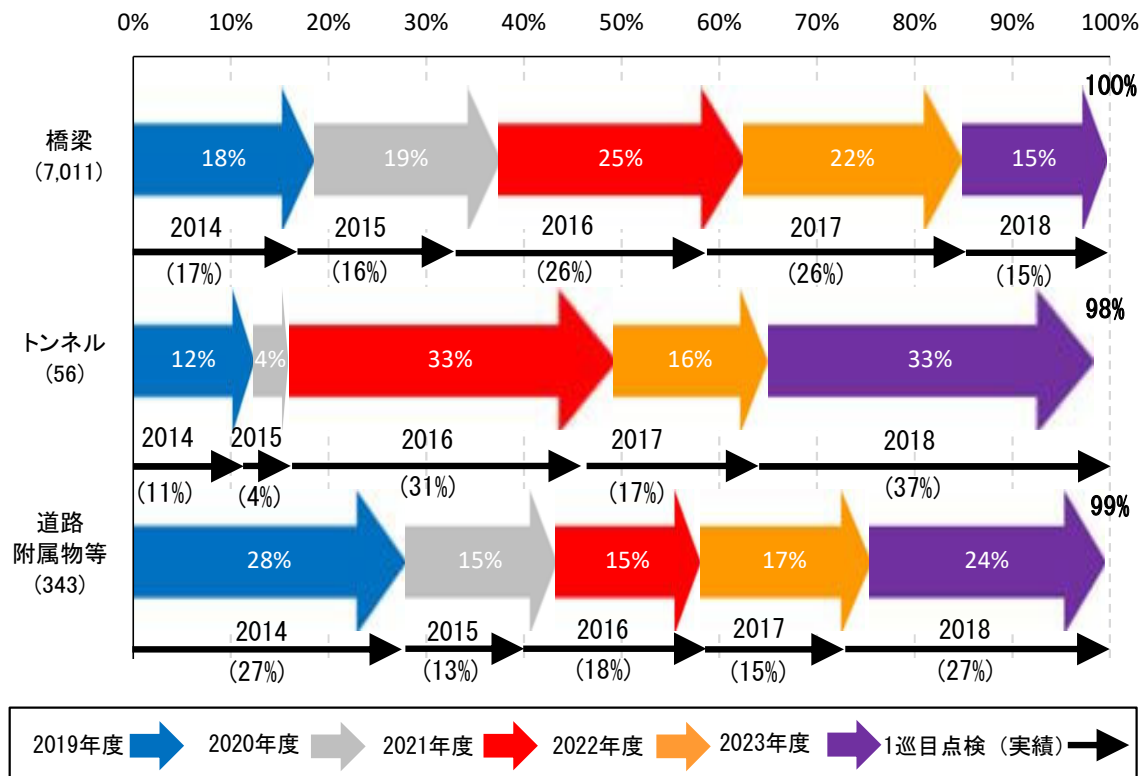 0% 10% 20% 30% 40% 50% 60% 70% 80% 90% 100%
100%
橋梁
(7,011)
18% 19% 25% 22% 15%
2014 2015 2016 2017 2018
(17%) (16%) (26%) (26%) (15%)
98%
トンネル
(56)
12% 4% 33% 16% 33%
2014 2015 2016 2017 2018
(11%) (4%) (31%) (17%) (37%)
99%
道路
附属物等
(343)
28% 15% 15% 17% 24%
2014 2015 2016 2017 2018
(27%) (13%) (18%) (15%) (27%)
2019年度 2020年度 2021年度 2022年度 2023年度 1巡目点検（実績）